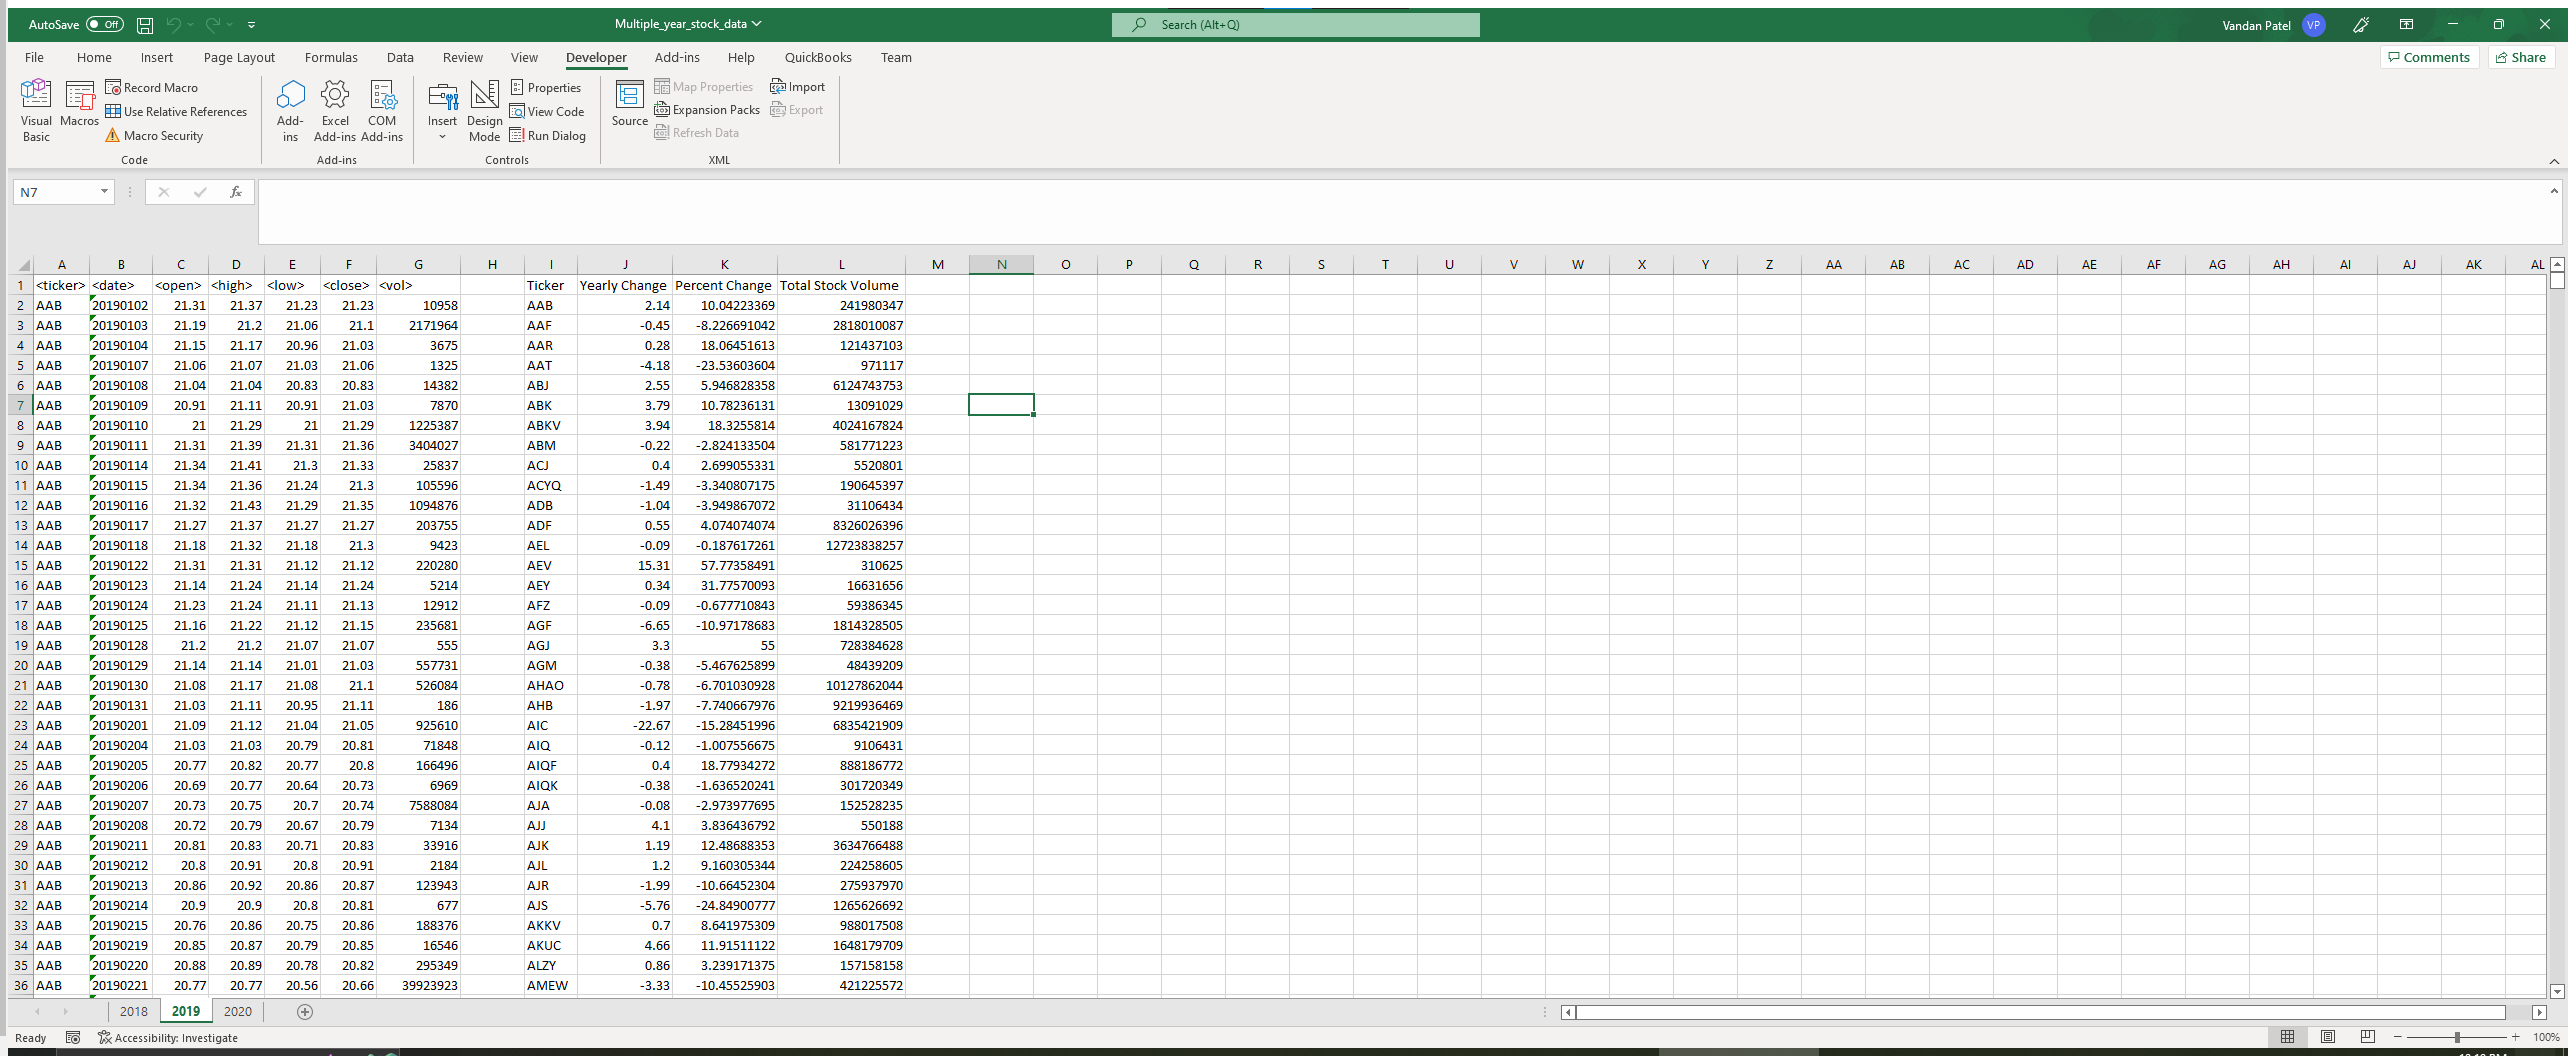 AutoSave Off Multiple_year_stock_data Search (Alt+Q) Vandan Patel VP
File Home Insert Page Layout Formulas Data Review View Developer Add-ins Help QuickBooks Team Comments Share
Visual Basic Macros Record Macro Use Relative References Macro Security
Add-ins Excel Add-ins COM Add-ins
Insert Design Mode Properties View Code Run Dialog
Source Map Properties Expansion Packs Refresh Data Import Export
Code Add-ins Controls XML
N7 fx
A B C D E F G H I J K L M N O P Q R S T U V W X Y Z AA AB AC AD AE AF AG AH AI AJ AK AL
1 <ticker> <date> <open> <high> <low> <close> <vol> Ticker Yearly Change Percent Change Total Stock Volume
2 AAB 20190102 21.31 21.37 21.23 21.23 10958 AAB 2.14 10.04223369 241980347
3 AAB 20190103 21.19 21.2 21.06 21.1 2171964 AAF -0.45 -8.226691042 2818010087
4 AAB 20190104 21.15 21.17 20.96 21.03 3675 AAR 0.28 18.06451613 121437103
5 AAB 20190107 21.06 21.07 21.03 21.06 1325 AAT -4.18 -23.53603604 971117
6 AAB 20190108 21.04 21.04 20.83 20.83 14382 ABJ 2.55 5.946828358 6124743753
7 AAB 20190109 20.91 21.11 20.91 21.03 7870 ABK 3.79 10.78236131 13091029
8 AAB 20190110 21 21.29 21 21.29 1225387 ABKV 3.94 18.3255814 4024167824
9 AAB 20190111 21.31 21.39 21.31 21.36 3404027 ABM -0.22 -2.824133504 581771223
10 AAB 20190114 21.34 21.41 21.3 21.33 25837 ACJ 0.4 2.699055331 5520801
11 AAB 20190115 21.34 21.36 21.24 21.3 105596 ACYQ -1.49 -3.340807175 190645397
12 AAB 20190116 21.32 21.43 21.29 21.35 1094876 ADB -1.04 -3.949867072 31106434
13 AAB 20190117 21.27 21.37 21.27 21.27 203755 ADF 0.55 4.074074074 8326026396
14 AAB 20190118 21.18 21.32 21.18 21.3 9423 AEL -0.09 -0.187617261 12723838257
15 AAB 20190122 21.31 21.31 21.12 21.12 220280 AEV 15.31 57.77358491 310625
16 AAB 20190123 21.14 21.24 21.14 21.24 5214 AEY 0.34 31.77570093 16631656
17 AAB 20190124 21.23 21.24 21.11 21.13 12912 AFZ -0.09 -0.677710843 59386345
18 AAB 20190125 21.16 21.22 21.12 21.15 235681 AGF -6.65 -10.97178683 1814328505
19 AAB 20190128 21.2 21.2 21.07 21.07 555 AGJ 3.3 55 728384628
20 AAB 20190129 21.14 21.14 21.01 21.03 557731 AGM -0.38 -5.467625899 48439209
21 AAB 20190130 21.08 21.17 21.08 21.1 526084 AHAO -0.78 -6.701030928 10127862044
22 AAB 20190131 21.03 21.11 20.95 21.11 186 AHB -1.97 -7.740667976 9219936469
23 AAB 20190201 21.09 21.12 21.04 21.05 925610 AIC -22.67 -15.28451996 6835421909
24 AAB 20190204 21.03 21.03 20.79 20.81 71848 AIQ -0.12 -1.007556675 9106431
25 AAB 20190205 20.77 20.82 20.77 20.8 166496 AIQF 0.4 18.77934272 888186772
26 AAB 20190206 20.69 20.77 20.64 20.73 6969 AIQK -0.38 -1.636520241 301720349
27 AAB 20190207 20.73 20.75 20.7 20.74 7588084 AJA -0.08 -2.973977695 152528235
28 AAB 20190208 20.72 20.79 20.67 20.79 7134 AJJ 4.1 3.836436792 550188
29 AAB 20190211 20.81 20.83 20.71 20.83 33916 AJK 1.19 12.48688353 3634766488
30 AAB 20190212 20.8 20.91 20.8 20.91 2184 AJL 1.2 9.160305344 224258605
31 AAB 20190213 20.86 20.92 20.86 20.87 123943 AJR -1.99 -10.66452304 275937970
32 AAB 20190214 20.9 20.9 20.8 20.81 677 AJS -5.76 -24.84900777 1265626692
33 AAB 20190215 20.76 20.86 20.75 20.86 188376 AKKV 0.7 8.641975309 988017508
34 AAB 20190219 20.85 20.87 20.79 20.85 16546 AKUC 4.66 11.91511122 1648179709
35 AAB 20190220 20.88 20.89 20.78 20.82 295349 ALZY 0.86 3.239171375 157158158
36 AAB 20190221 20.77 20.77 20.56 20.66 39923923 AMEW -3.33 -10.45525903 421225572
2018 2019 2020
Ready Accessibility: Investigate 100%